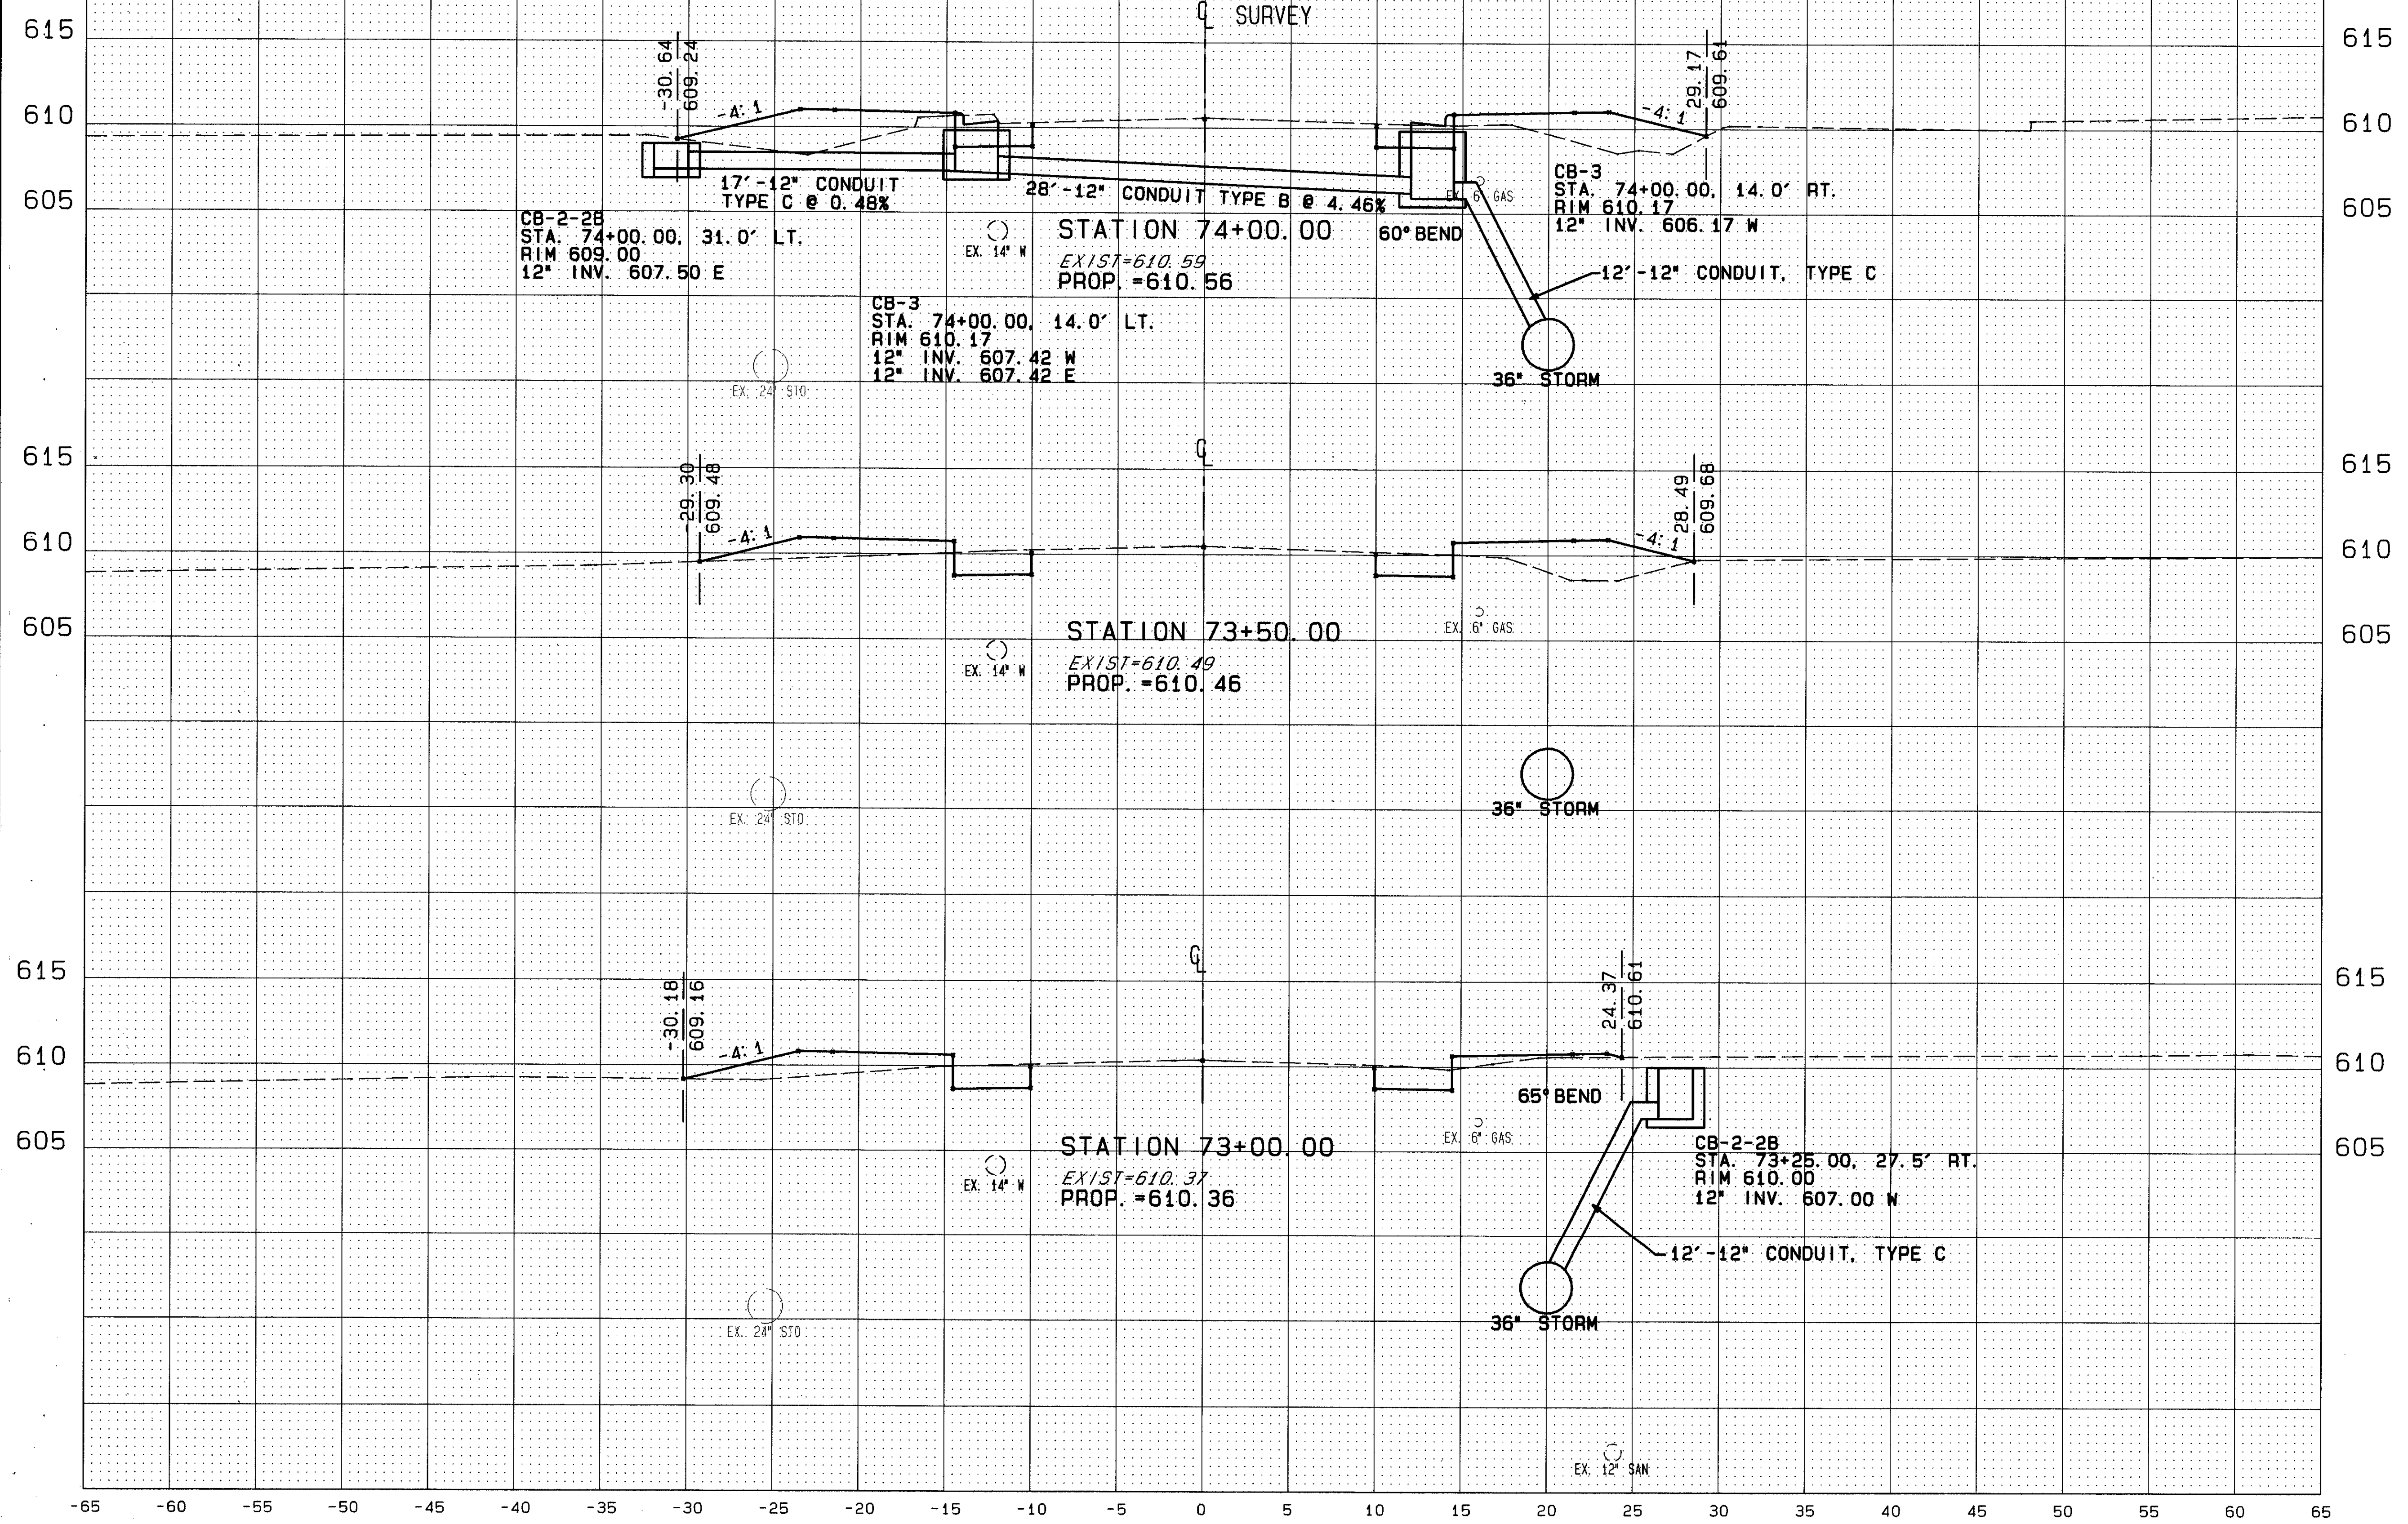 ℄ SURVEY
615
615
-30.64
609.24
29.17
609.61
-4:1
-4:1
610
610
605
605
17'-12" CONDUIT
TYPE C @ 0.48%
28'-12" CONDUIT TYPE B @ 4.46%
EX. 6" GAS
CB-3
STA. 74+00.00, 14.0' RT.
RIM 610.17
12" INV. 606.17 W
CB-2-2B
STA. 74+00.00, 31.0' LT.
RIM 609.00
12" INV. 607.50 E
EX. 14" W
STATION 74+00.00
EXIST=610.59
PROP.=610.56
60° BEND
12'-12" CONDUIT, TYPE C
CB-3
STA. 74+00.00, 14.0' LT.
RIM 610.17
12" INV. 607.42 W
12" INV. 607.42 E
EX. 24" STO
36" STORM
℄
615
615
-29.30
609.48
28.49
609.68
-4:1
-4:1
610
610
605
605
EX. 14" W
STATION 73+50.00
EXIST=610.49
PROP.=610.46
EX. 6" GAS
EX. 24" STO
36" STORM
℄
615
615
-30.18
609.16
24.37
610.61
-4:1
610
610
65° BEND
605
605
EX. 14" W
STATION 73+00.00
EXIST=610.37
PROP.=610.36
EX. 6" GAS
CB-2-2B
STA. 73+25.00, 27.5' RT.
RIM 610.00
12" INV. 607.00 W
12'-12" CONDUIT, TYPE C
EX. 24" STO
36" STORM
EX. 12" SAN
-65 -60 -55 -50 -45 -40 -35 -30 -25 -20 -15 -10 -5 0 5 10 15 20 25 30 35 40 45 50 55 60 65